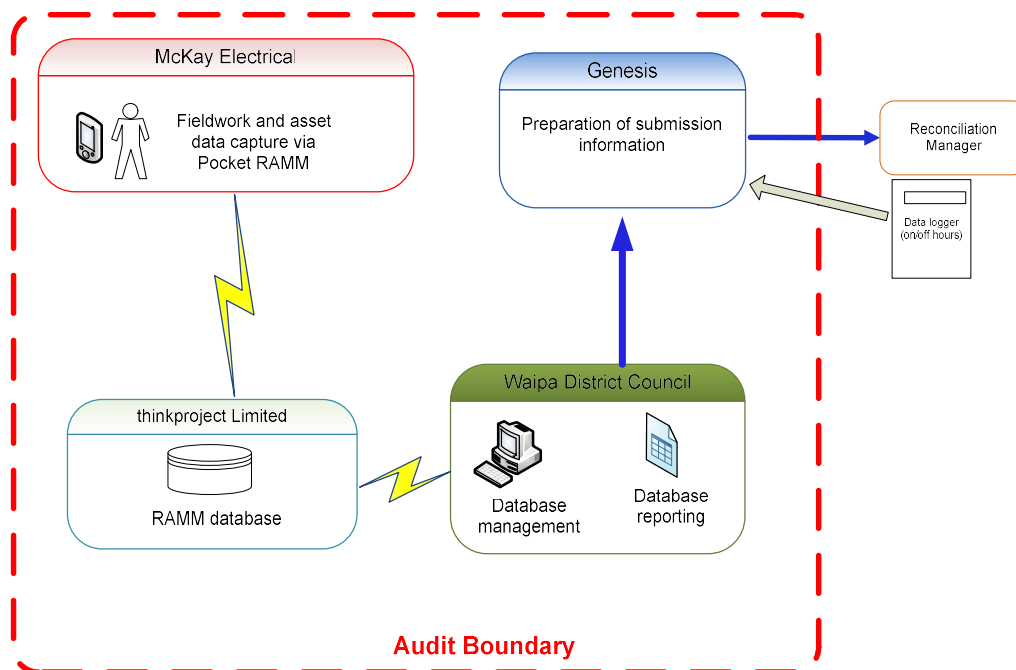 McKay Electrical
Fieldwork and asset
data capture via
Pocket RAMM
Genesis
Preparation of submission
information
Reconciliation
Manager
Data logger
(on/off hours)
thinkproject Limited
RAMM database
Waipa District Council
Database
management
Database
reporting
Audit Boundary